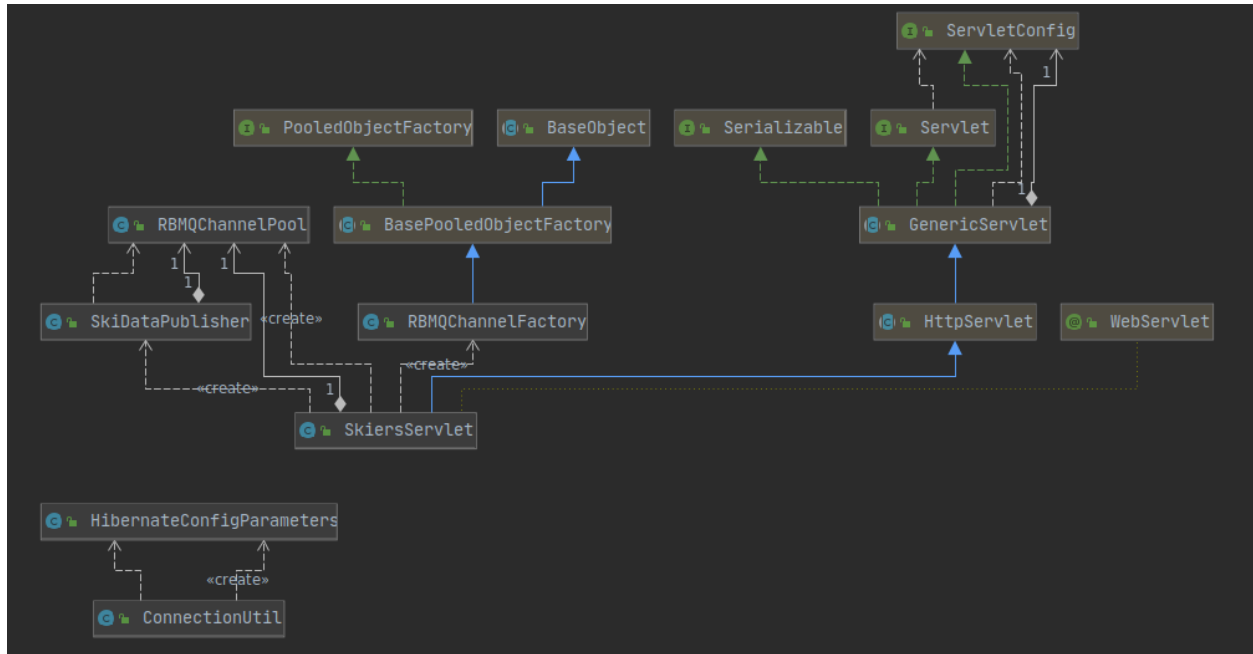 ServletConfig
1
PooledObjectFactory
BaseObject
Serializable
Servlet
1
RBMQChannelPool
BasePooledObjectFactory
GenericServlet
1
1
1
SkiDataPublisher
«create»
RBMQChannelFactory
HttpServlet
WebServlet
«create»
«create»
1
SkiersServlet
HibernateConfigParameters
«create»
ConnectionUtil